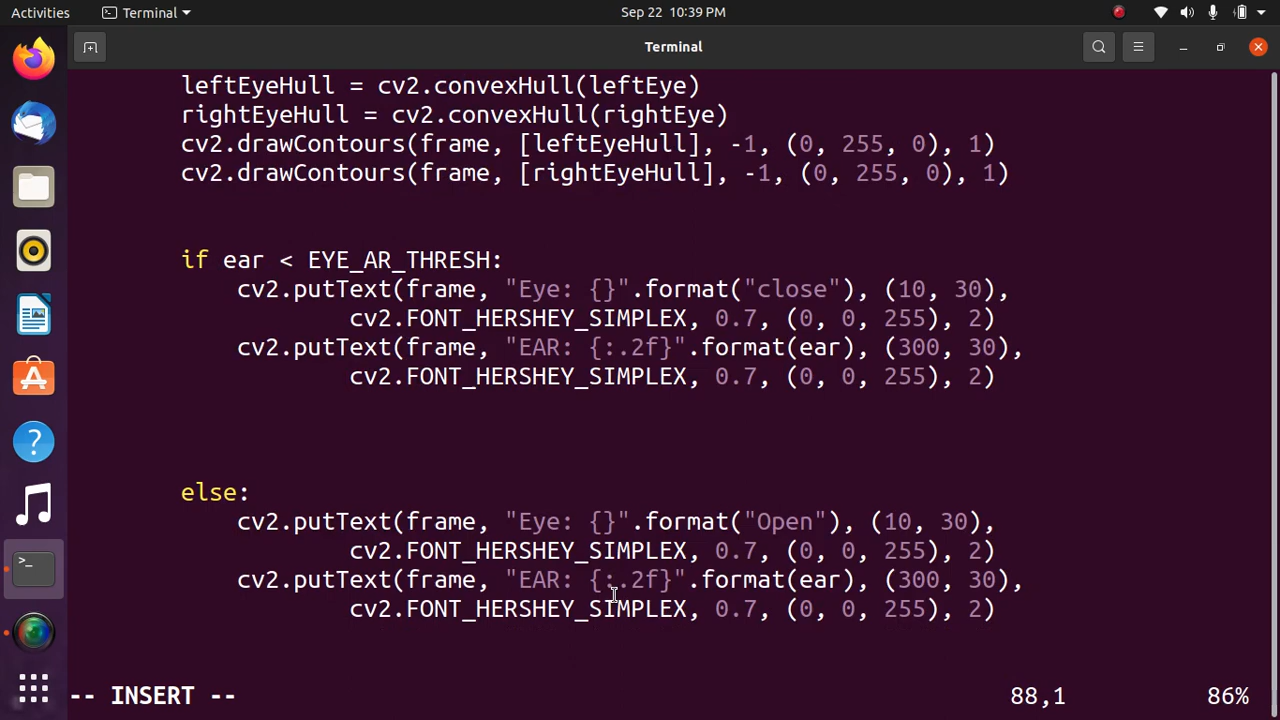 Activities Terminal Sep 22 10:39 PM
Terminal
leftEyeHull = cv2.convexHull(leftEye)
rightEyeHull = cv2.convexHull(rightEye)
cv2.drawContours(frame, [leftEyeHull], -1, (0, 255, 0), 1)
cv2.drawContours(frame, [rightEyeHull], -1, (0, 255, 0), 1)
if ear < EYE_AR_THRESH:
cv2.putText(frame, "Eye: {}".format("close"), (10, 30),
cv2.FONT_HERSHEY_SIMPLEX, 0.7, (0, 0, 255), 2)
cv2.putText(frame, "EAR: {:.2f}".format(ear), (300, 30),
cv2.FONT_HERSHEY_SIMPLEX, 0.7, (0, 0, 255), 2)
else:
cv2.putText(frame, "Eye: {}".format("Open"), (10, 30),
cv2.FONT_HERSHEY_SIMPLEX, 0.7, (0, 0, 255), 2)
cv2.putText(frame, "EAR: {:.2f}".format(ear), (300, 30),
cv2.FONT_HERSHEY_SIMPLEX, 0.7, (0, 0, 255), 2)
-- INSERT -- 88,1 86%